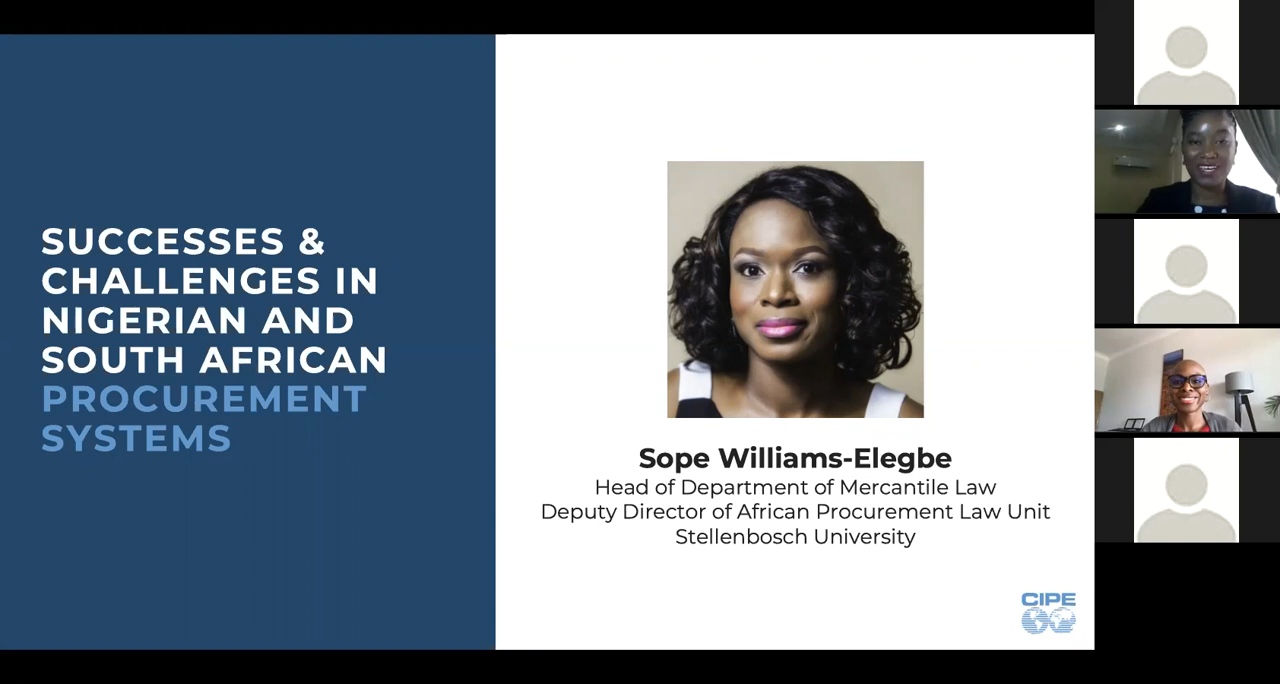 SUCCESSES &
CHALLENGES IN
NIGERIAN AND
SOUTH AFRICAN
PROCUREMENT
SYSTEMS
Sope Williams-Elegbe
Head of Department of Mercantile Law
Deputy Director of African Procurement Law Unit
Stellenbosch University
CIPE